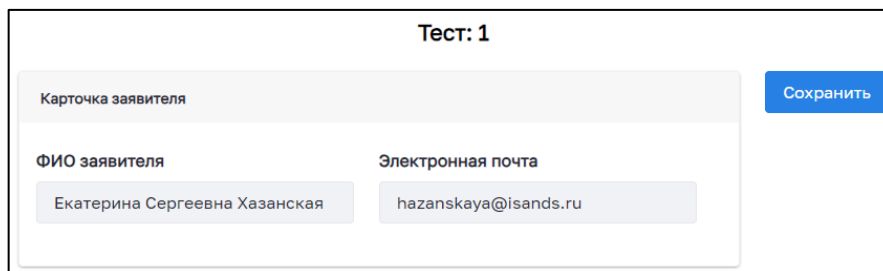 Тест: 1
Карточка заявителя
Сохранить
ФИО заявителя
Электронная почта
Екатерина Сергеевна Хазанская
hazanskaya@isands.ru